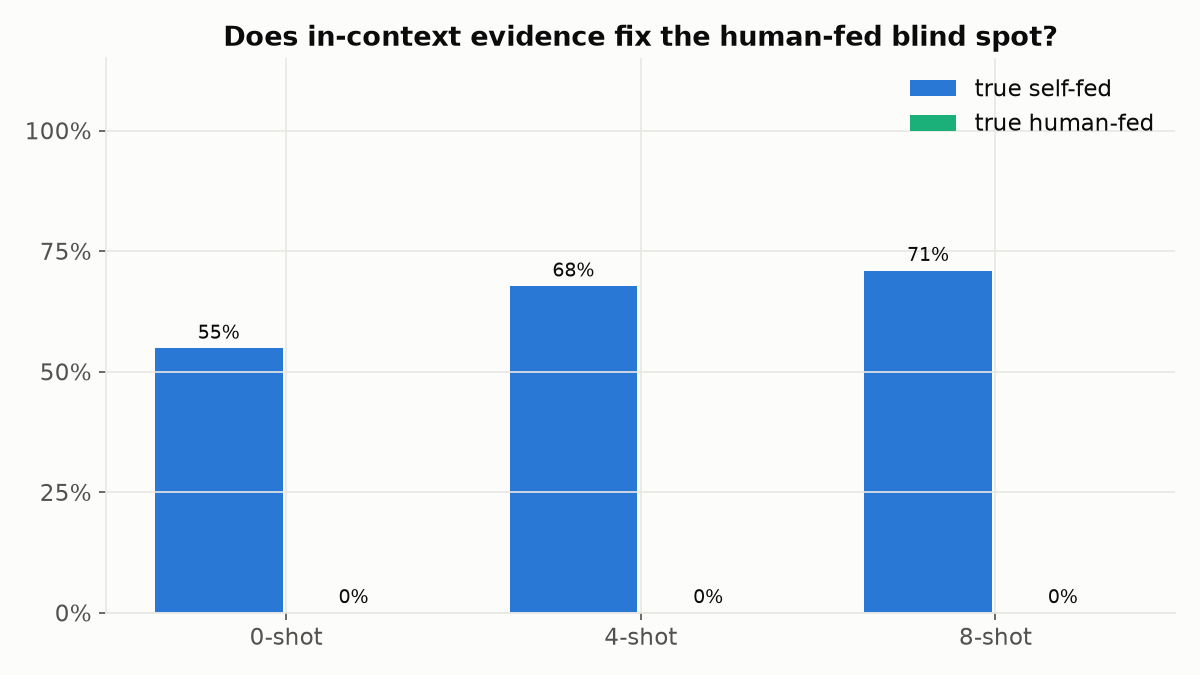 Does in-context evidence fix the human-fed blind spot?
true self-fed
true human-fed
100%
75%
50%
25%
0%
55%
0%
68%
0%
71%
0%
0-shot
4-shot
8-shot